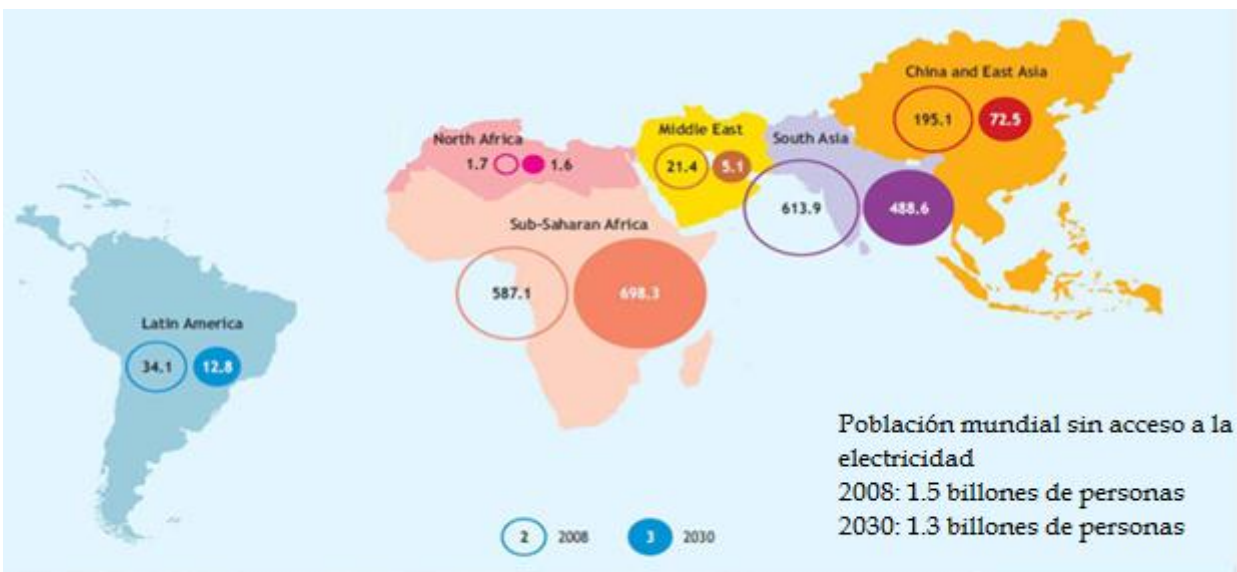 China and East Asia
195.1 72.5
North Africa
1.7 1.6
Middle East
21.4 5.1
South Asia
613.9 488.6
Sub-Saharan Africa
587.1 698.3
Latin America
34.1 12.8
Población mundial sin acceso a la
electricidad
2008: 1.5 billones de personas
2030: 1.3 billones de personas
2 2008 3 2030